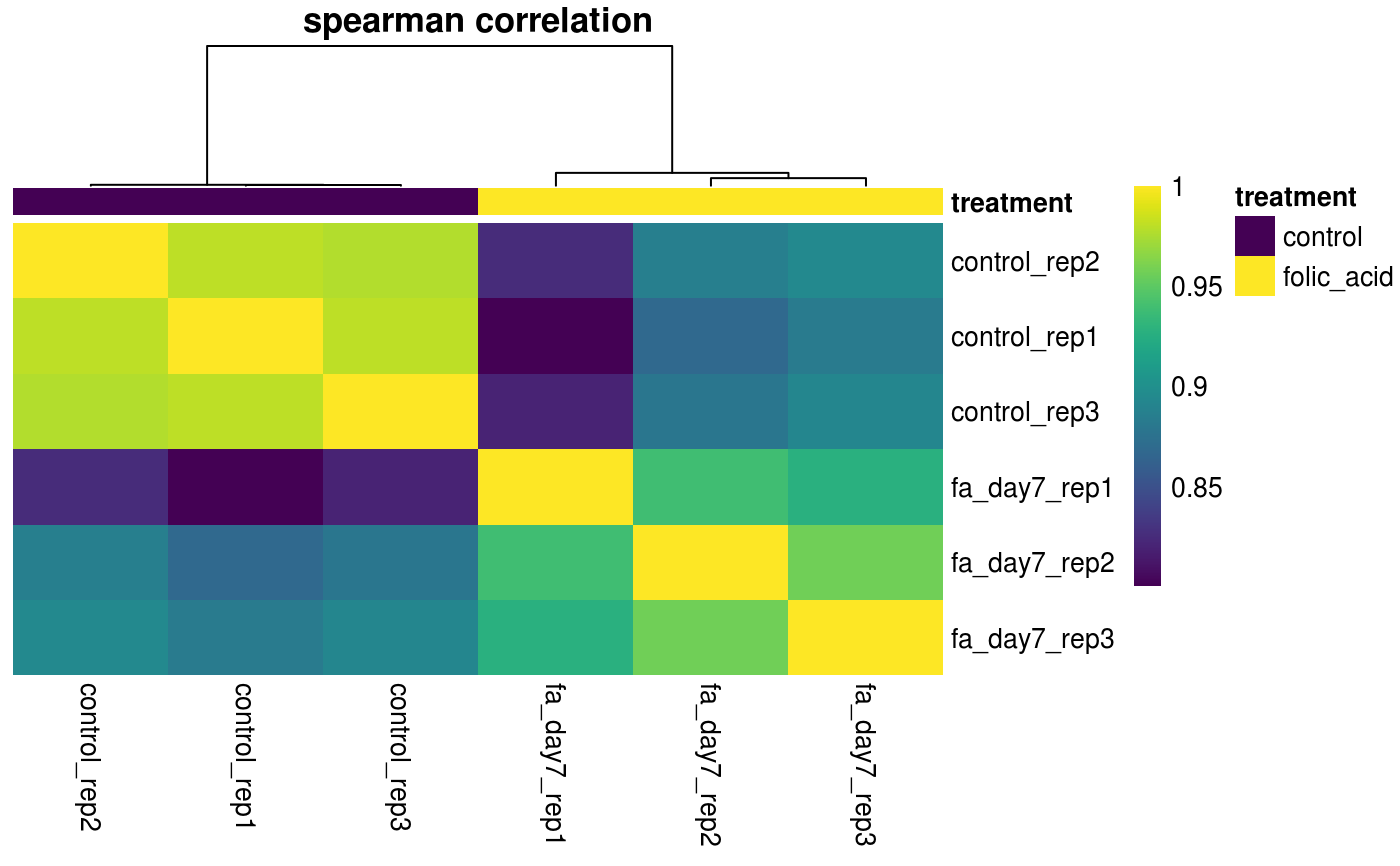 spearman correlation
treatment
control_rep2
control_rep1
control_rep3
fa_day7_rep1
fa_day7_rep2
fa_day7_rep3
1
0.95
0.9
0.85
treatment
control
folic_acid
control_rep2
control_rep1
control_rep3
fa_day7_rep1
fa_day7_rep2
fa_day7_rep3